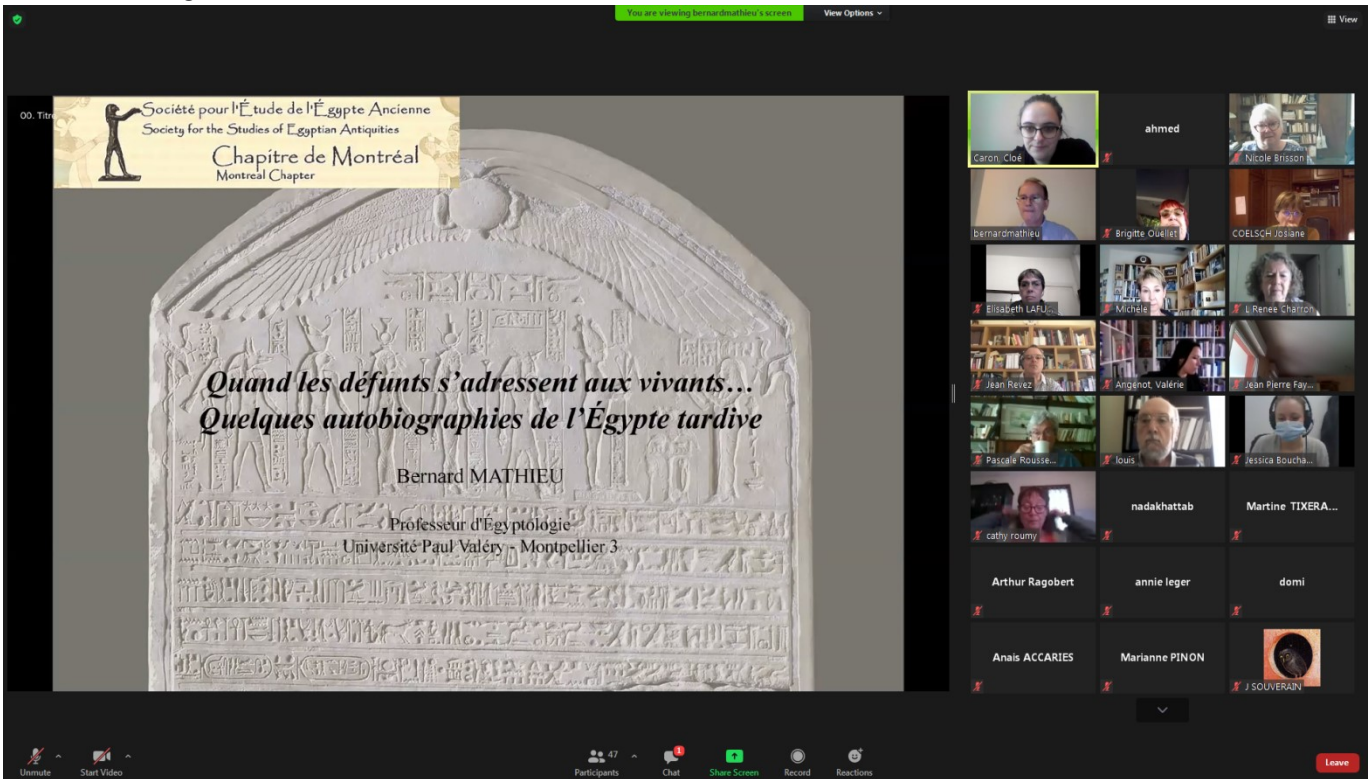 You are viewing bernardmathieu's screen
View Options
View
00. Titr
Société pour l'Étude de l'Égypte Ancienne
Society for the Studies of Egyptian Antiquities
Chapître de Montréal
Montreal Chapter
Quand les défunts s'adressent aux vivants…
Quelques autobiographies de l'Égypte tardive
Bernard MATHIEU
Professeur d'Égyptologie
Université Paul Valéry - Montpellier 3
Caron, Cloé
ahmed
Nicole Brisson
bernardmathieu
Brigitte Ouellet
COELSCH Josiane
Elisabeth LAFU...
Michèle
L Renee Charron
Jean Revez
Angenot, Valérie
Jean Pierre Fay...
Pascale Rousse...
louis
Jessica Boucha...
cathy roumy
nadakhattab
Martine TIXERA...
Arthur Ragobert
annie leger
domi
Anais ACCARIES
Marianne PINON
J SOUVERAIN
Unmute
Start Video
47
Participants
1
Chat
Share Screen
Record
Reactions
Leave